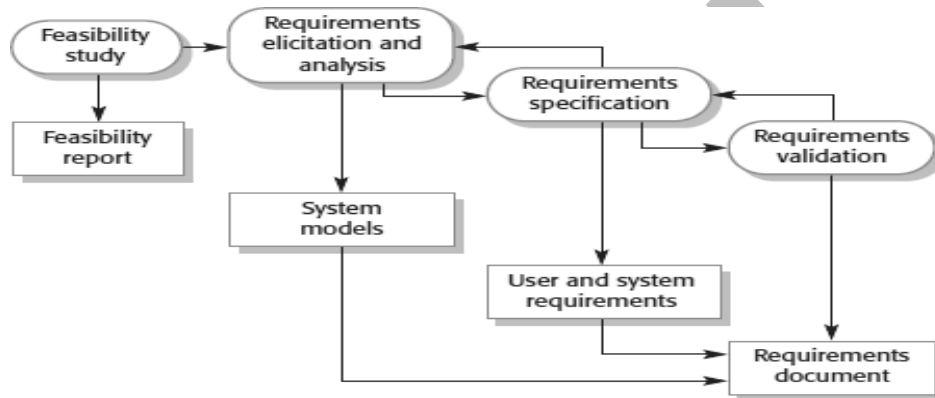 Feasibility
study
Requirements
elicitation and
analysis
Requirements
specification
Requirements
validation
Feasibility
report
System
models
User and system
requirements
Requirements
document